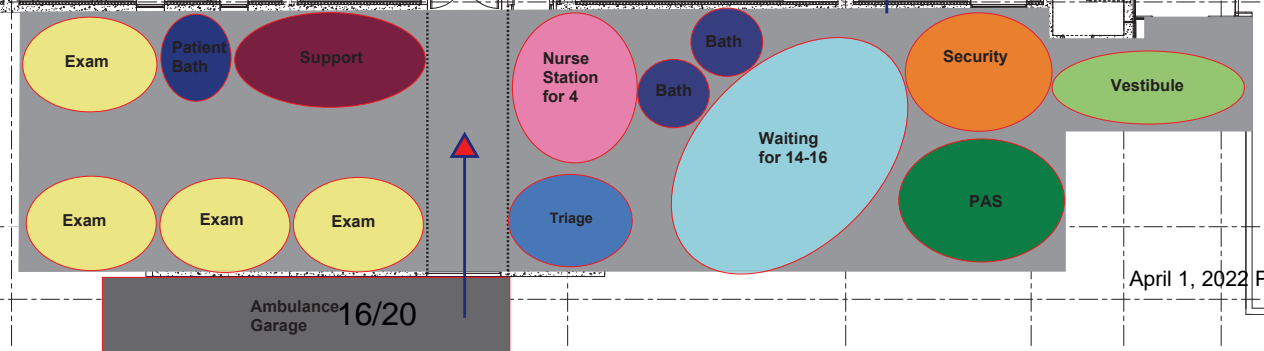 Exam
Patient
Bath
Support
Nurse
Station
for 4
Bath
Bath
Security
Vestibule
Waiting
for 14-16
Exam
Exam
Exam
Triage
PAS
April 1, 2022 F
Ambulance
Garage
16/20